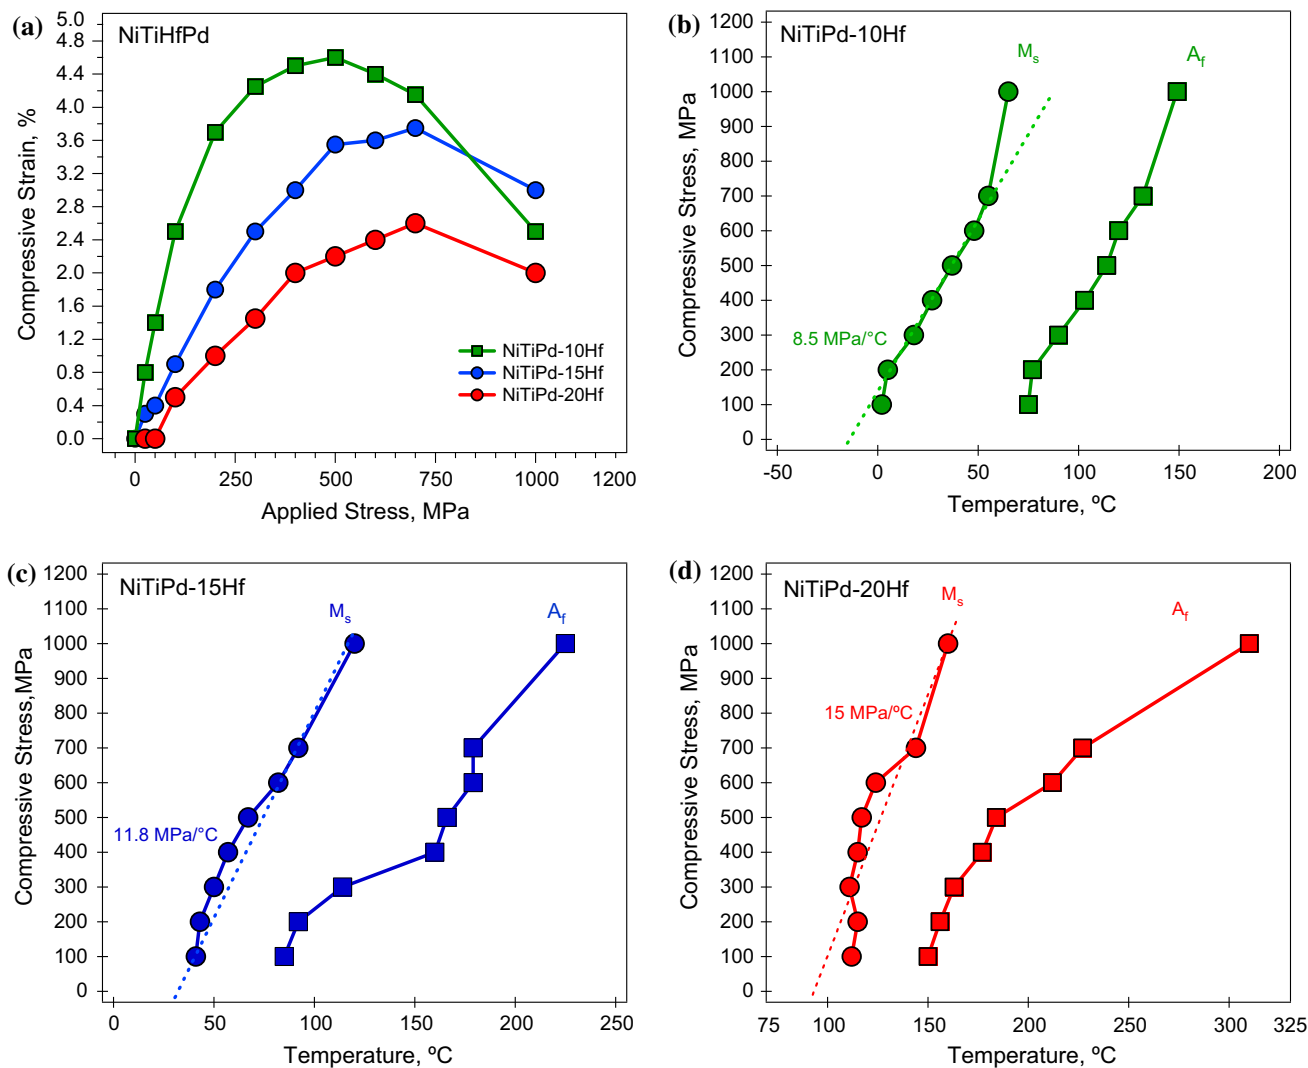 (a)
NiTiHfPd
5.0
4.8
4.4
4.0
3.6
3.2
2.8
2.4
2.0
1.6
1.2
0.8
0.4
0.0
Compressive Strain, %
NiTiPd-10Hf
NiTiPd-15Hf
NiTiPd-20Hf
0 250 500 750 1000 1200
Applied Stress, MPa
(b)
NiTiPd-10Hf
Ms
Af
1200
1100
1000
900
800
700
600
500
400
300
200
100
0
Compressive Stress, MPa
8.5 MPa/°C
-50 0 50 100 150 200
Temperature, ºC
(c)
NiTiPd-15Hf
Ms
Af
1200
1100
1000
900
800
700
600
500
400
300
200
100
0
Compressive Stress,MPa
11.8 MPa/°C
0 50 100 150 200 250
Temperature, ºC
(d)
NiTiPd-20Hf
Ms
Af
1200
1100
1000
900
800
700
600
500
400
300
200
100
0
Compressive Stress, MPa
15 MPa/ºC
75 100 150 200 250 300 325
Temperature, ºC